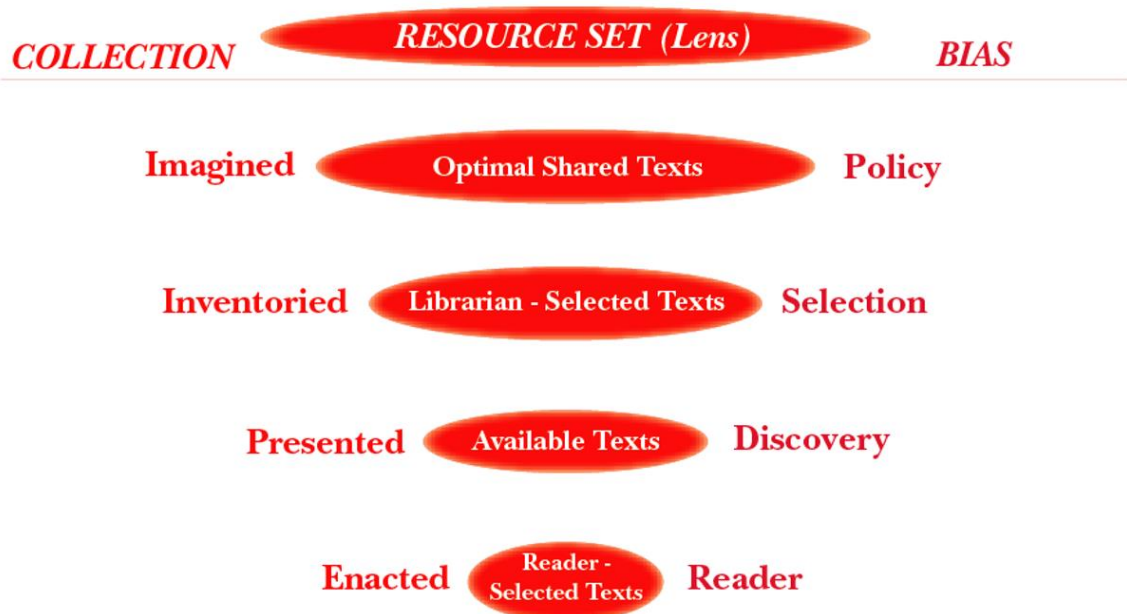 COLLECTION RESOURCE SET (Lens) BIAS
Imagined Optimal Shared Texts Policy
Inventoried Librarian - Selected Texts Selection
Presented Available Texts Discovery
Enacted Reader - Selected Texts Reader